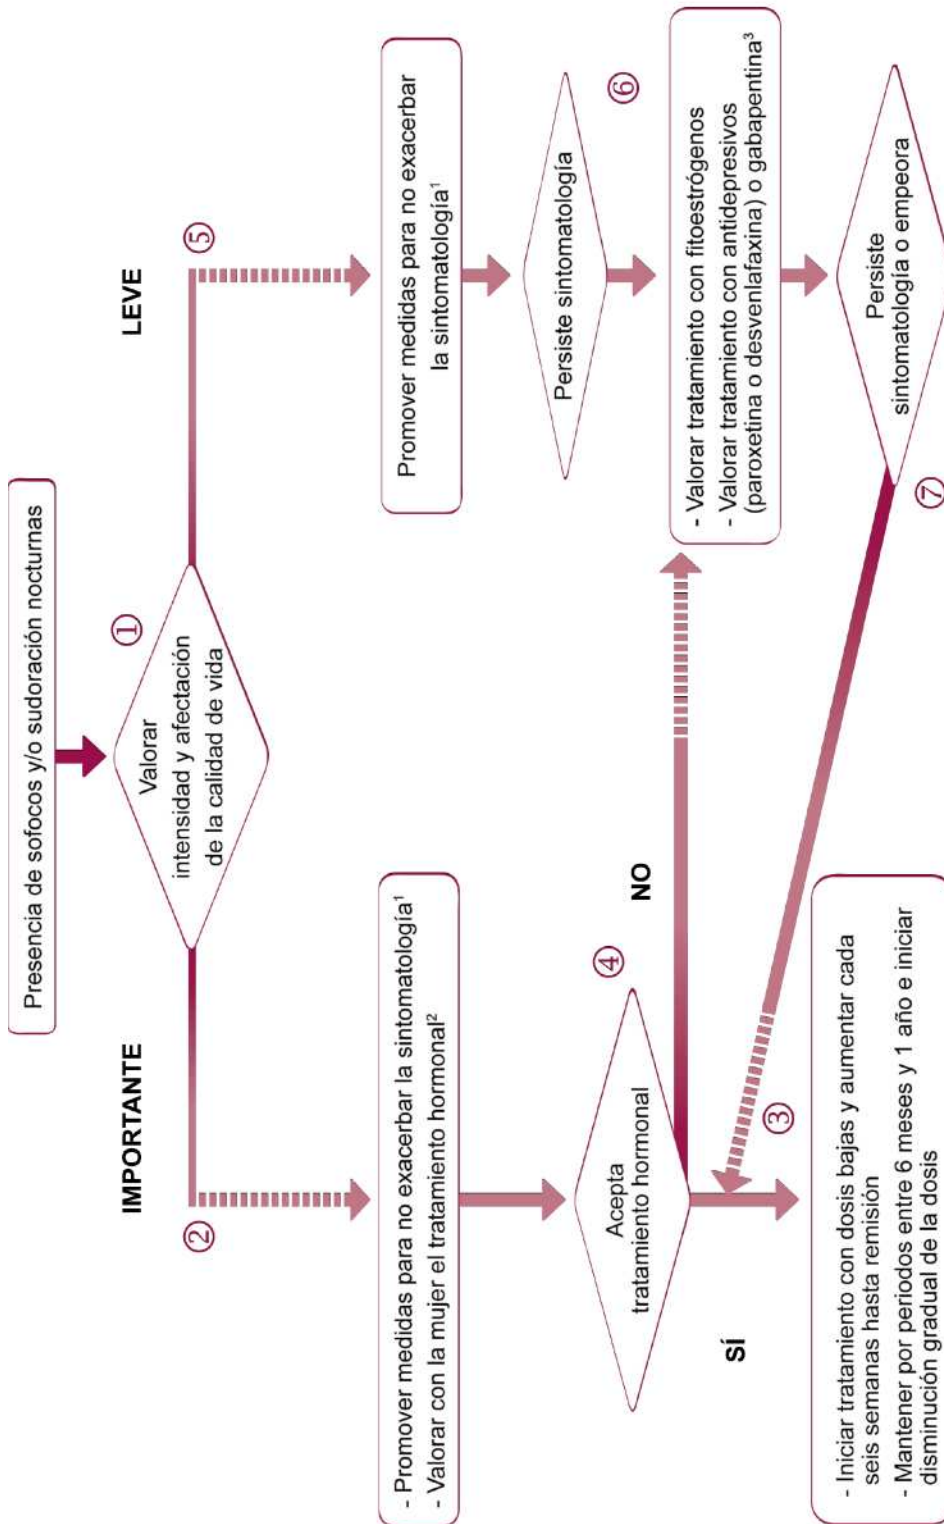 Presencia de sofocos y/o sudoración nocturnas
①
Valorar
intensidad y afectación
de la calidad de vida
IMPORTANTE
LEVE
②
⑤
- Promover medidas para no exacerbar la sintomatología¹
- Valorar con la mujer el tratamiento hormonal²
Promover medidas para no exacerbar
la sintomatología¹
④
Acepta
tratamiento hormonal
Persiste sintomatología
⑥
NO
SÍ
- Valorar tratamiento con fitoestrógenos
- Valorar tratamiento con antidepresivos
(paroxetina o desvenlafaxina) o gabapentina³
③
- Iniciar tratamiento con dosis bajas y aumentar cada
seis semanas hasta remisión
- Mantener por periodos entre 6 meses y 1 año e iniciar
disminución gradual de la dosis
⑦
Persiste
sintomatología o empeora